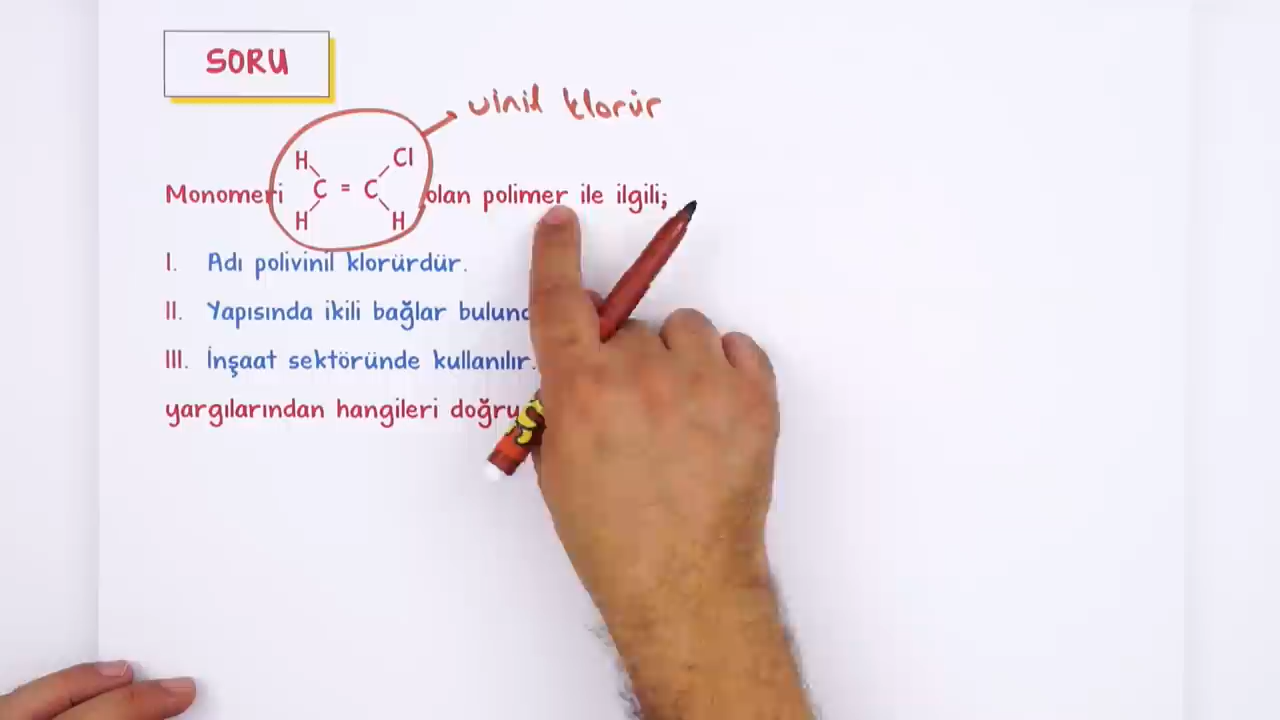 SORU
vinil klorür
H Cl
Monomeri C = C olan polimer ile ilgili;
H H
I. Adı polivinil klorürdür.
II. Yapısında ikili bağlar
III. İnşaat sektöründe kullanılır.
yargılarından hangileri